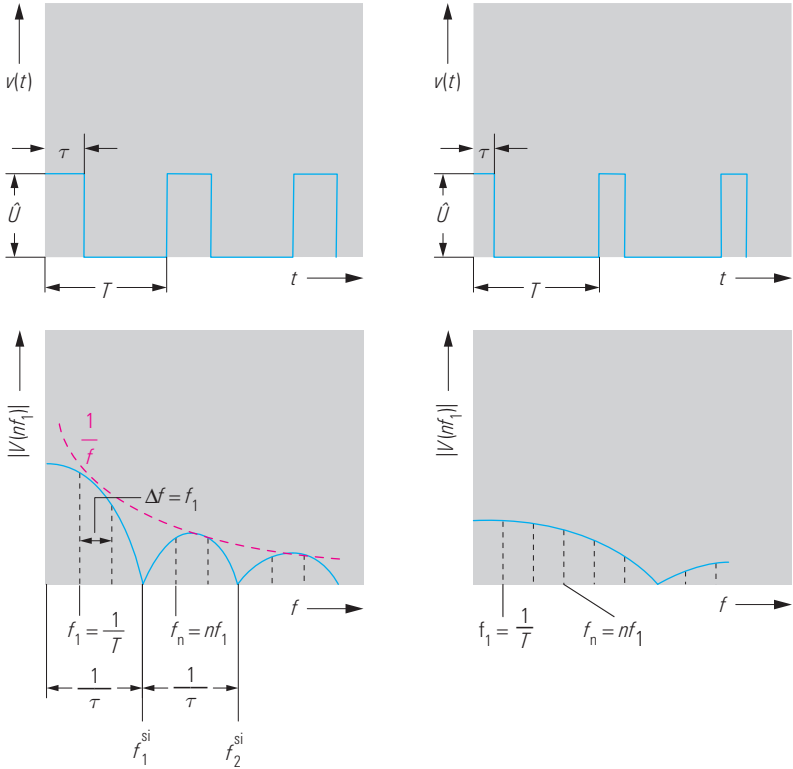 v(t)
τ
Û
T
t
v(t)
τ
Û
T
t
|V(nf₁)|
1/f
Δf = f₁
f
f₁ = 1/T
fₙ = nf₁
1/τ
1/τ
f₁ˢⁱ
f₂ˢⁱ
|V(nf₁)|
f
f₁ = 1/T
fₙ = nf₁